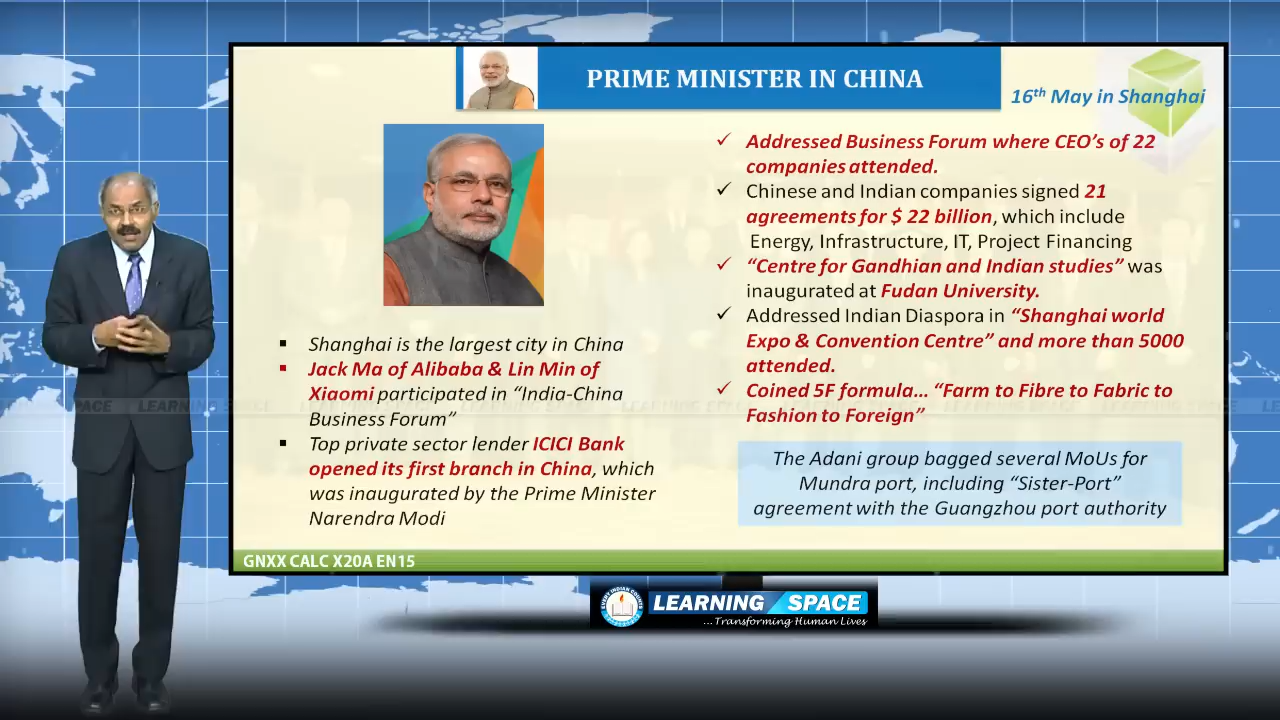 PRIME MINISTER IN CHINA
16th May in Shanghai
▪ Shanghai is the largest city in China
▪ Jack Ma of Alibaba & Lin Min of
Xiaomi participated in “India-China
Business Forum”
▪ Top private sector lender ICICI Bank
opened its first branch in China, which
was inaugurated by the Prime Minister
Narendra Modi
✓ Addressed Business Forum where CEO’s of 22
companies attended.
✓ Chinese and Indian companies signed 21
agreements for $ 22 billion, which include
Energy, Infrastructure, IT, Project Financing
✓ “Centre for Gandhian and Indian studies” was
inaugurated at Fudan University.
✓ Addressed Indian Diaspora in “Shanghai world
Expo & Convention Centre” and more than 5000
attended.
✓ Coined 5F formula… “Farm to Fibre to Fabric to
Fashion to Foreign”
The Adani group bagged several MoUs for
Mundra port, including “Sister-Port”
agreement with the Guangzhou port authority
GNXX CALC X20A EN15
LEARNING SPACE
...Transforming Human Lives